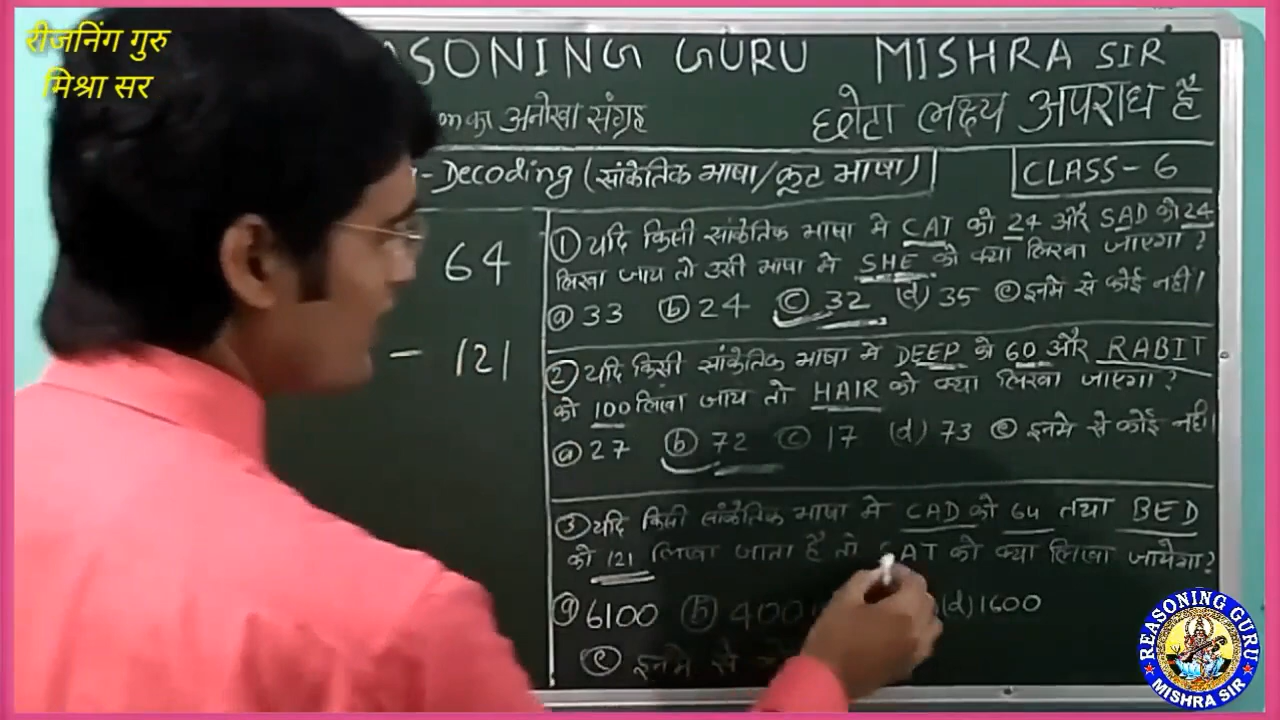 रीजनिंग गुरु
मिश्रा सर
SONING GURU MISHRA SIR
का अनोखा संग्रह
छोटा लक्ष्य अपराध है
-Decoding (सांकेतिक भाषा/कूट भाषा)
CLASS-6
64
- 121
① यदि किसी सांकेतिक भाषा मे CAT को 24 और SAD को 24
लिखा जाय तो उसी भाषा मे SHE को क्या लिखा जाएगा ?
ⓐ 33 ⓑ 24 ⓒ 32 (d) 35 ⓔ इनमे से कोई नहीं।
② यदि किसी सांकेतिक भाषा मे DEEP को 60 और RABIT
को 100 लिखा जाय तो HAIR को क्या लिखा जाएगा ?
ⓐ 27 ⓑ 72 ⓒ 17 (d) 73 ⓔ इनमे से कोई नहीं।
③ यदि किसी सांकेतिक भाषा मे CAD को 64 तथा BED
को 121 लिखा जाता है तो AT को क्या लिखा जायेगा ?
ⓐ 6100 ⓑ 400 (d) 1600
ⓔ इनमे से
REASONING GURU
MISHRA SIR